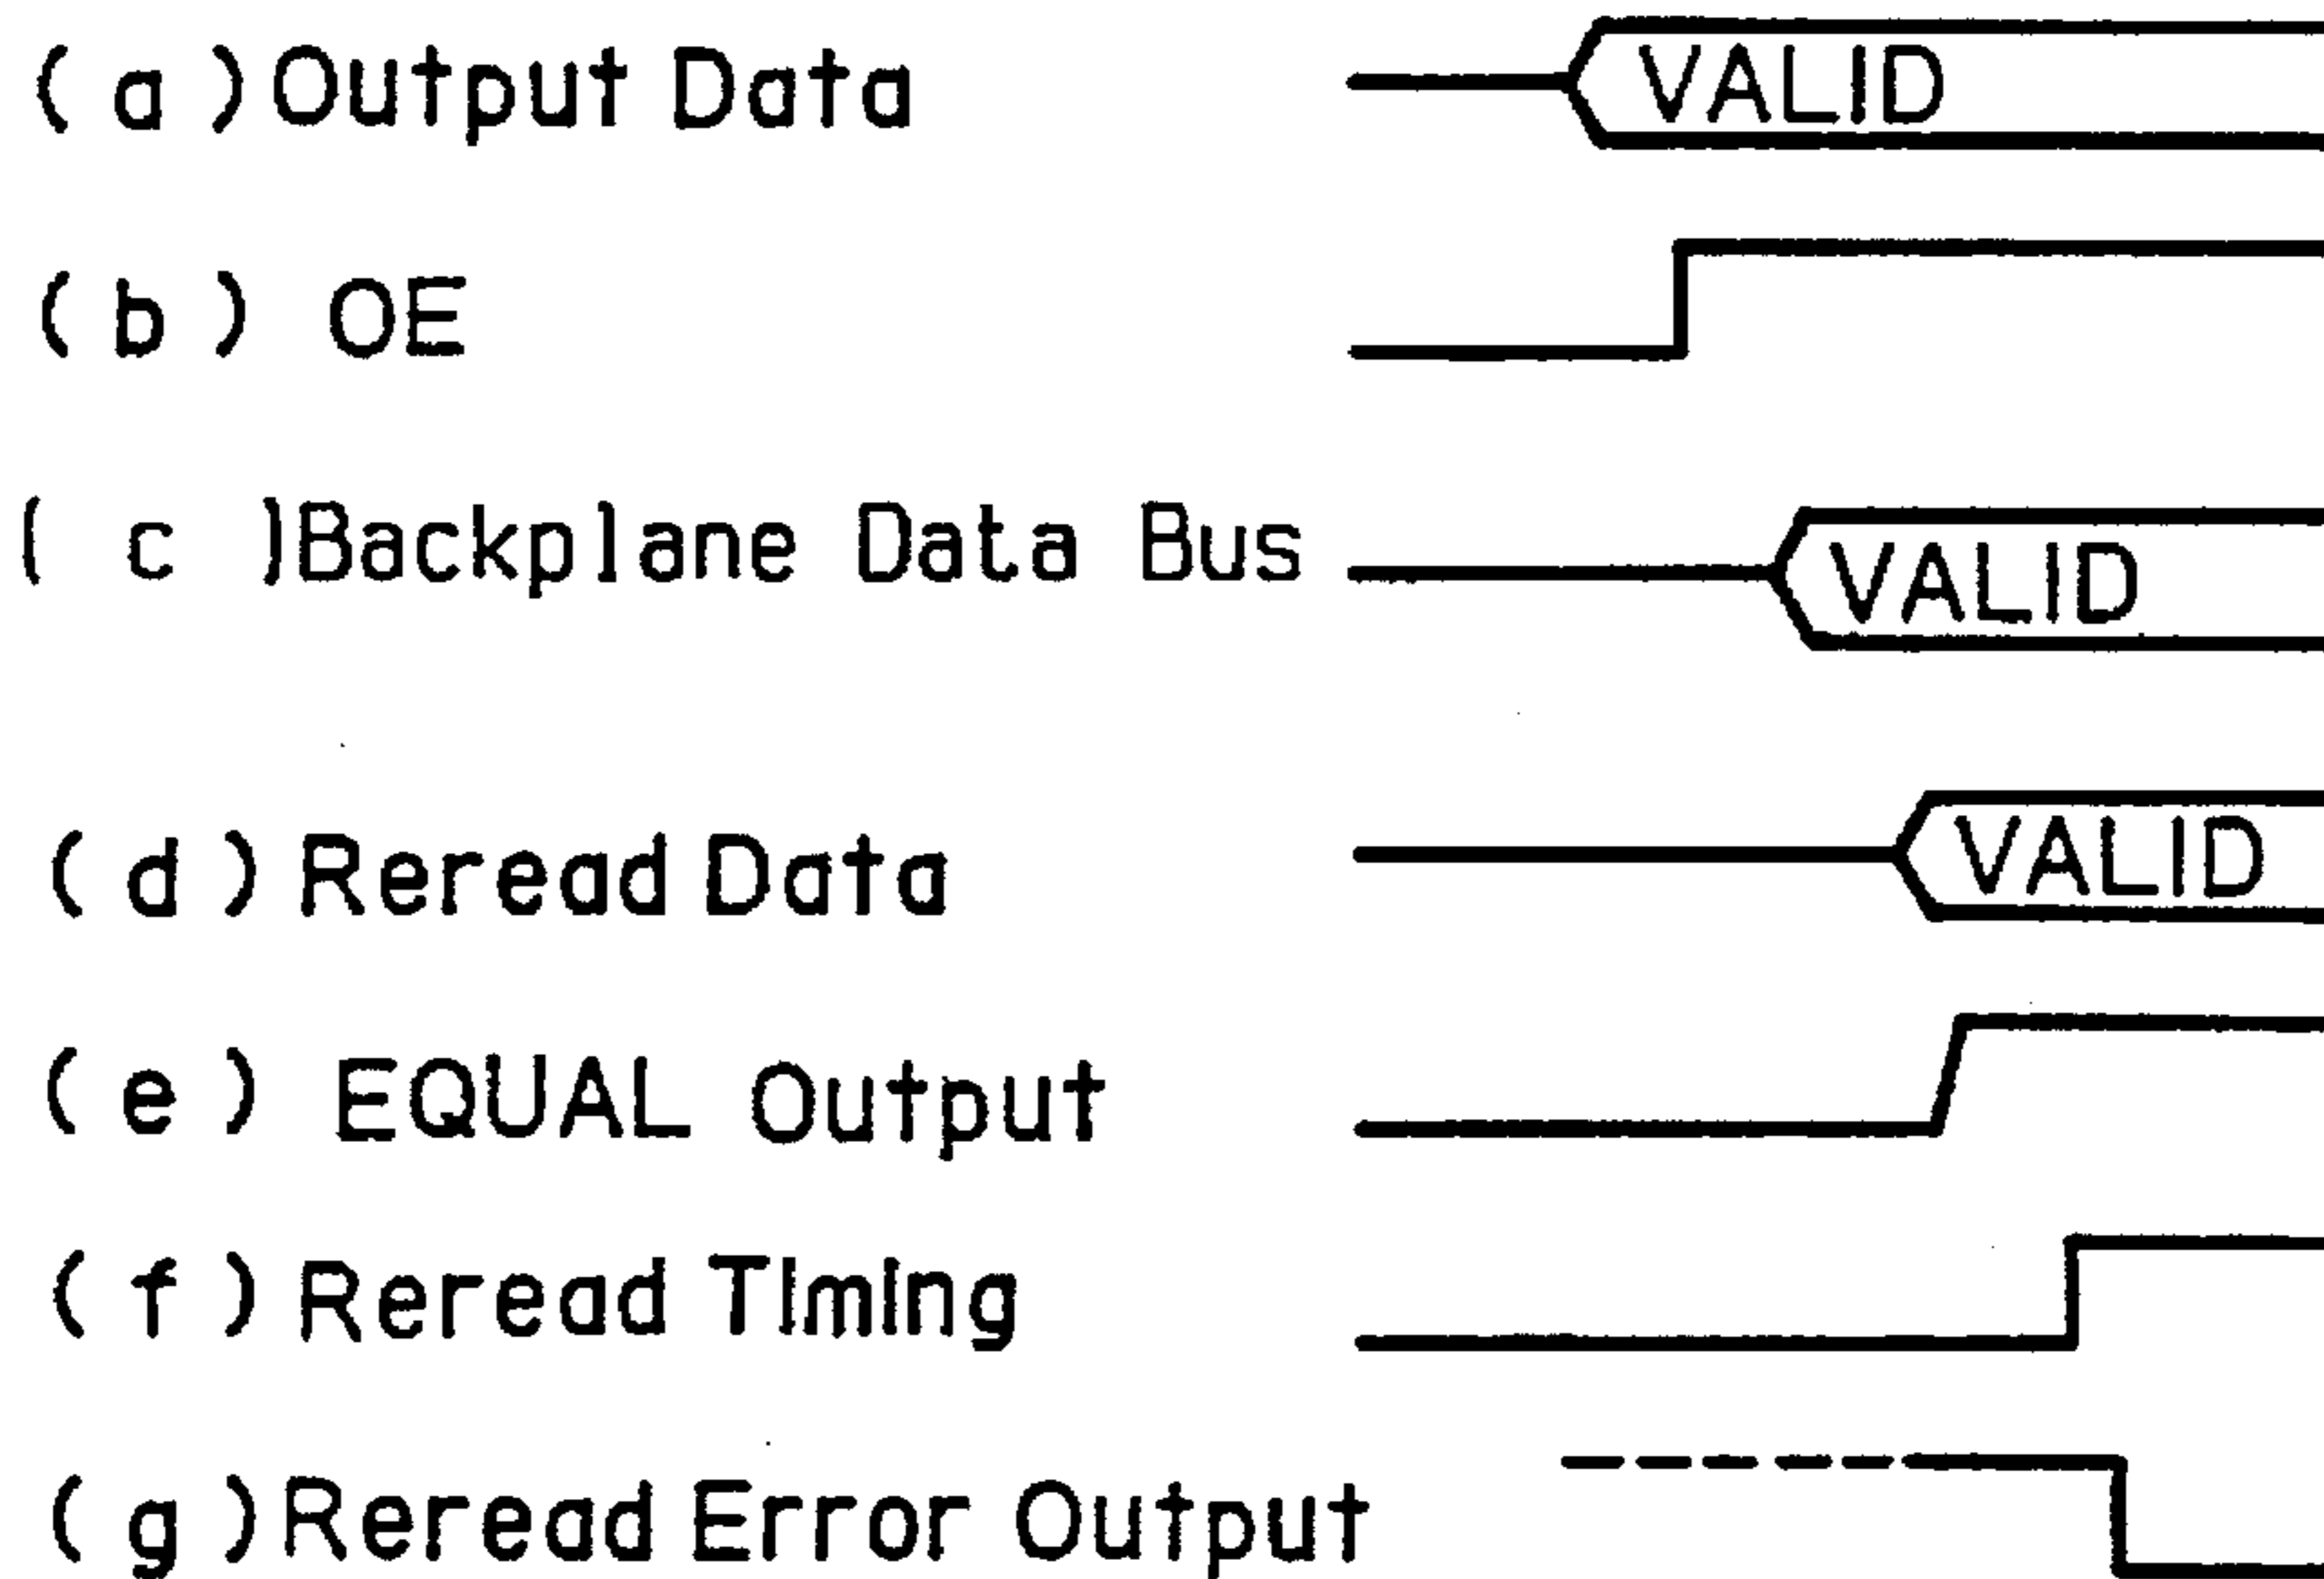 (a) Output Data VALID
(b) OE
(c) Backplane Data Bus VALID
(d) Reread Data VALID
(e) EQUAL Output
(f) Reread Timing
(g) Reread Error Output